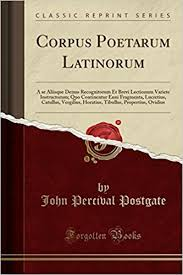 CLASSIC REPRINT SERIES
CORPUS POETARUM
LATINORUM
A se Aliisque Denuo Recognitorum Et Brevi Lectionum Varietate
Instructorum; Quo Continentur Enni Fragmenta, Lucretius,
Catullus, Vergilius, Horatius, Tibullus, Propertius, Ovidius
by
John Percival Postgate
Forgotten Books